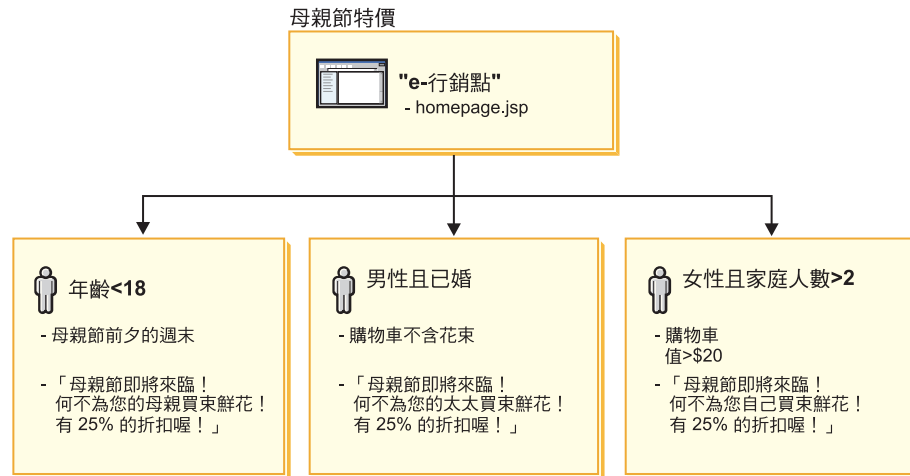 母親節特價
"e-行銷點"
- homepage.jsp
年齡<18
- 母親節前夕的週末
- 「母親節即將來臨！
何不為您的母親買束鮮花！
有 25% 的折扣喔！」
男性且已婚
- 購物車不含花束
- 「母親節即將來臨！
何不為您的太太買束鮮花！
有 25% 的折扣喔！」
女性且家庭人數>2
- 購物車
值>$20
- 「母親節即將來臨！
何不為您自己買束鮮花！
有 25% 的折扣喔！」